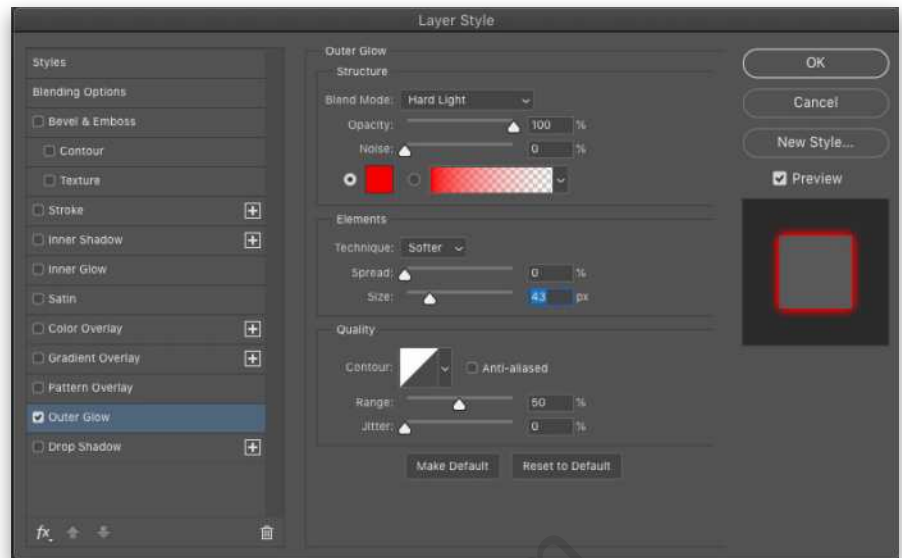 Layer Style
Styles
Blending Options
Bevel & Emboss
Contour
Texture
Stroke
Inner Shadow
Inner Glow
Satin
Color Overlay
Gradient Overlay
Pattern Overlay
Outer Glow
Drop Shadow
fx
Outer Glow
Structure
Blend Mode: Hard Light
Opacity: 100 %
Noise: 0 %
Elements
Technique: Softer
Spread: 0 %
Size: 43 px
Quality
Contour: Anti-aliased
Range: 50 %
Jitter: 0 %
Make Default Reset to Default
OK
Cancel
New Style...
Preview